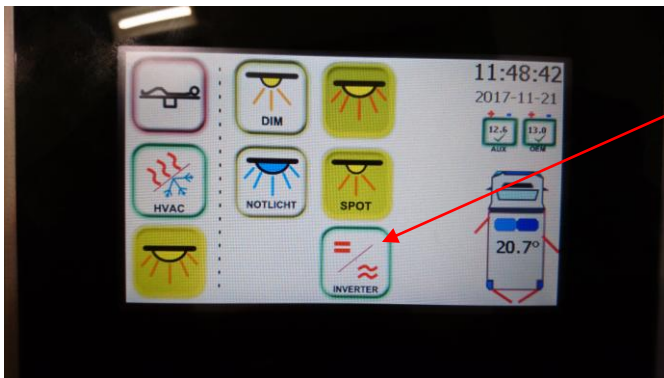 11:48:42
2017-11-21
DIM
12.6
13.0
AUX
OEM
HVAC
NOTLICHT
SPOT
20.7°
INVERTER